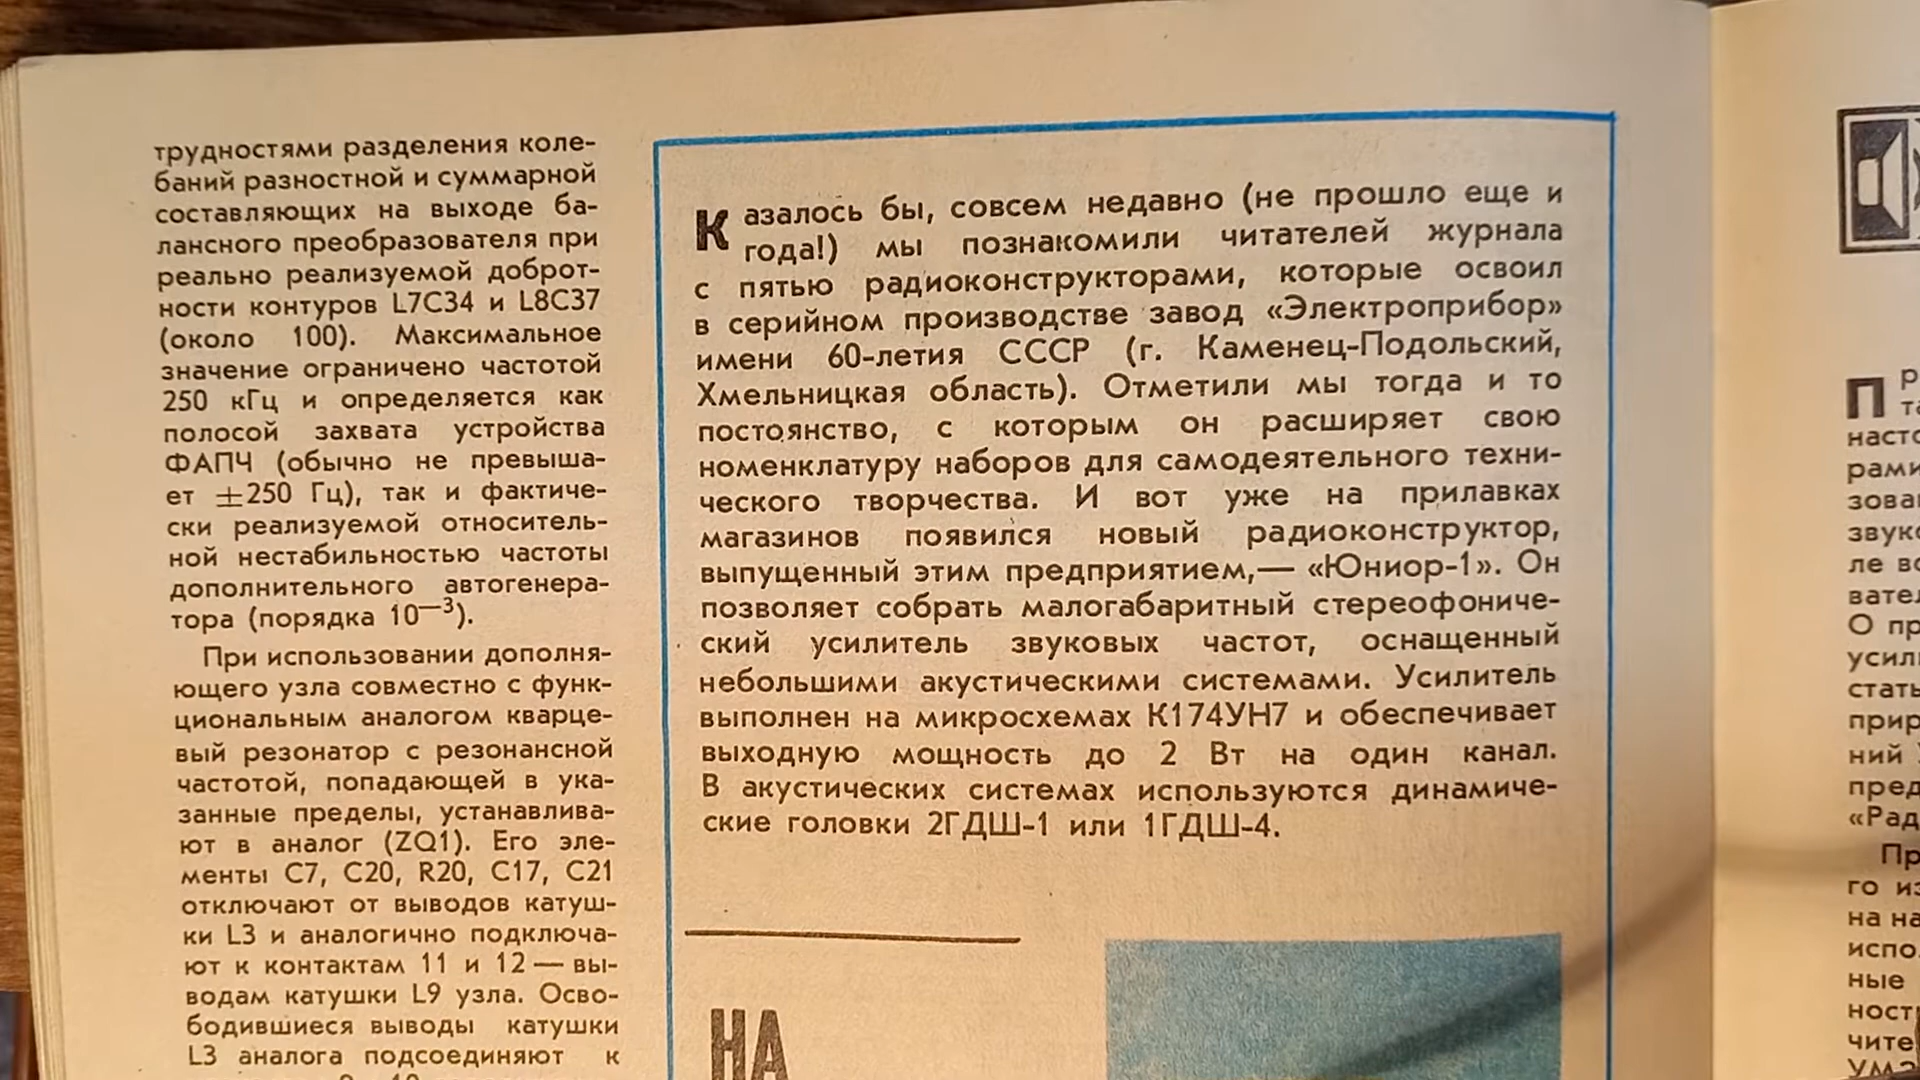 трудностями разделения коле-
баний разностной и суммарной
составляющих на выходе ба-
лансного преобразователя при
реально реализуемой доброт-
ности контуров L7C34 и L8C37
(около 100). Максимальное
значение ограничено частотой
250 кГц и определяется как
полосой захвата устройства
ФАПЧ (обычно не превыша-
ет ±250 Гц), так и фактиче-
ски реализуемой относитель-
ной нестабильностью частоты
дополнительного автогенера-
тора (порядка 10—3).
При использовании дополня-
ющего узла совместно с функ-
циональным аналогом кварце-
вый резонатор с резонансной
частотой, попадающей в ука-
занные пределы, устанавлива-
ют в аналог (ZQ1). Его эле-
менты C7, C20, R20, C17, C21
отключают от выводов катуш-
ки L3 и аналогично подключа-
ют к контактам 11 и 12 — вы-
водам катушки L9 узла. Осво-
бодившиеся выводы катушки
L3 аналога подсоединяют к
Казалось бы, совсем недавно (не прошло еще и
года!) мы познакомили читателей журнала
с пятью радиоконструкторами, которые освоил
в серийном производстве завод «Электроприбор»
имени 60-летия СССР (г. Каменец-Подольский,
Хмельницкая область). Отметили мы тогда и то
постоянство, с которым он расширяет свою
номенклатуру наборов для самодеятельного техни-
ческого творчества. И вот уже на прилавках
магазинов появился новый радиоконструктор,
выпущенный этим предприятием,— «Юниор-1». Он
позволяет собрать малогабаритный стереофониче-
ский усилитель звуковых частот, оснащенный
небольшими акустическими системами. Усилитель
выполнен на микросхемах К174УН7 и обеспечивает
выходную мощность до 2 Вт на один канал.
В акустических системах используются динамиче-
ские головки 2ГДШ-1 или 1ГДШ-4.
НА